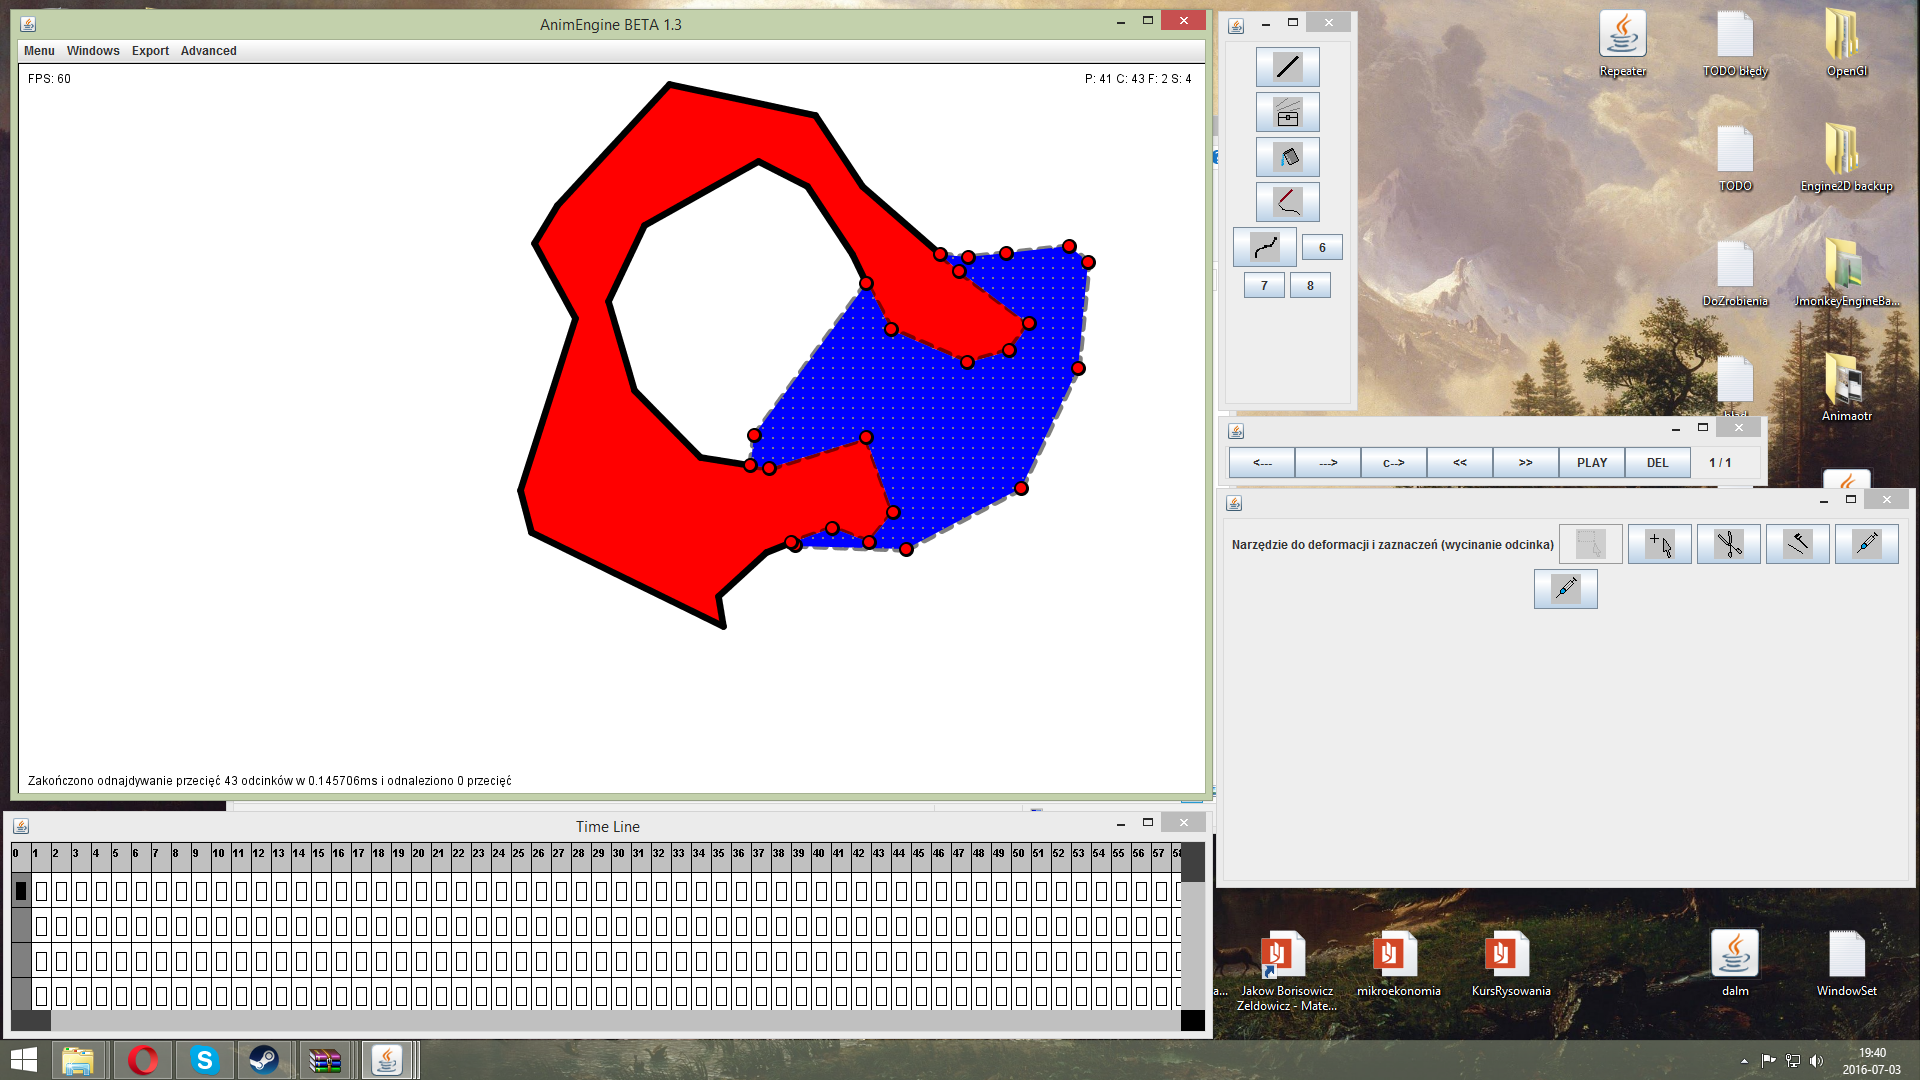 AnimEngine BETA 1.3
Menu Windows Export Advanced
FPS: 60
P: 41 C: 43 F: 2 S: 4
Zakończono odnajdywanie przecięć 43 odcinków w 0.145706ms i odnaleziono 0 przecięć
6
7 8
<--- ---> c--> << >> PLAY DEL 1 / 1
Narzędzie do deformacji i zaznaczeń (wycinanie odcinka)
Time Line
0 1 2 3 4 5 6 7 8 9 10 11 12 13 14 15 16 17 18 19 20 21 22 23 24 25 26 27 28 29 30 31 32 33 34 35 36 37 38 39 40 41 42 43 44 45 46 47 48 49 50 51 52 53 54 55 56 57 58
Repeater
TODO błędy
OpenGl
TODO
Engine2D backup
DoZrobienia
JmonkeyEngineBa...
Animaotr
a...
Jakow Borisowicz
Zeldowicz - Mate...
mikroekonomia
KursRysowania
dalm
WindowSet
19:40
2016-07-03